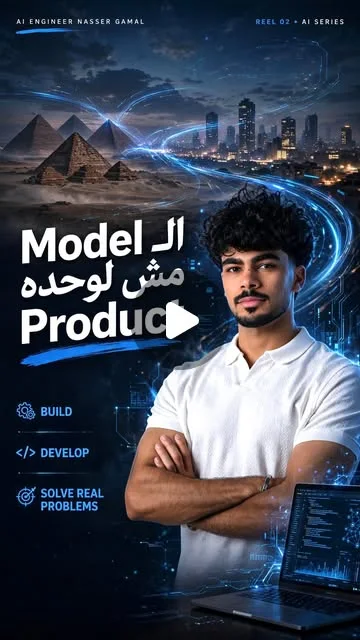 AI ENGINEER NASSER GAMAL
REEL 02 • AI SERIES
الـ Model
مش لوحده
Product
BUILD
</> DEVELOP
SOLVE REAL
PROBLEMS